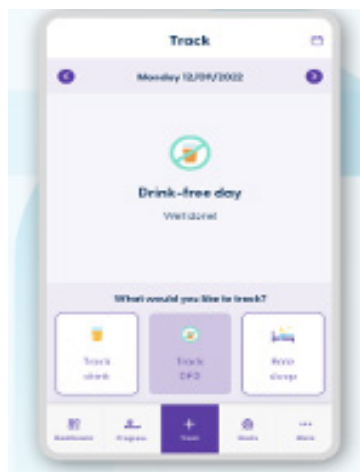 Track
Monday 12/09/2022
Drink-free day
Well done!
What would you like to track?
Track
drink
Track
DFD
Rate
sleep
Dashboard
Progress
Track
Goals
More